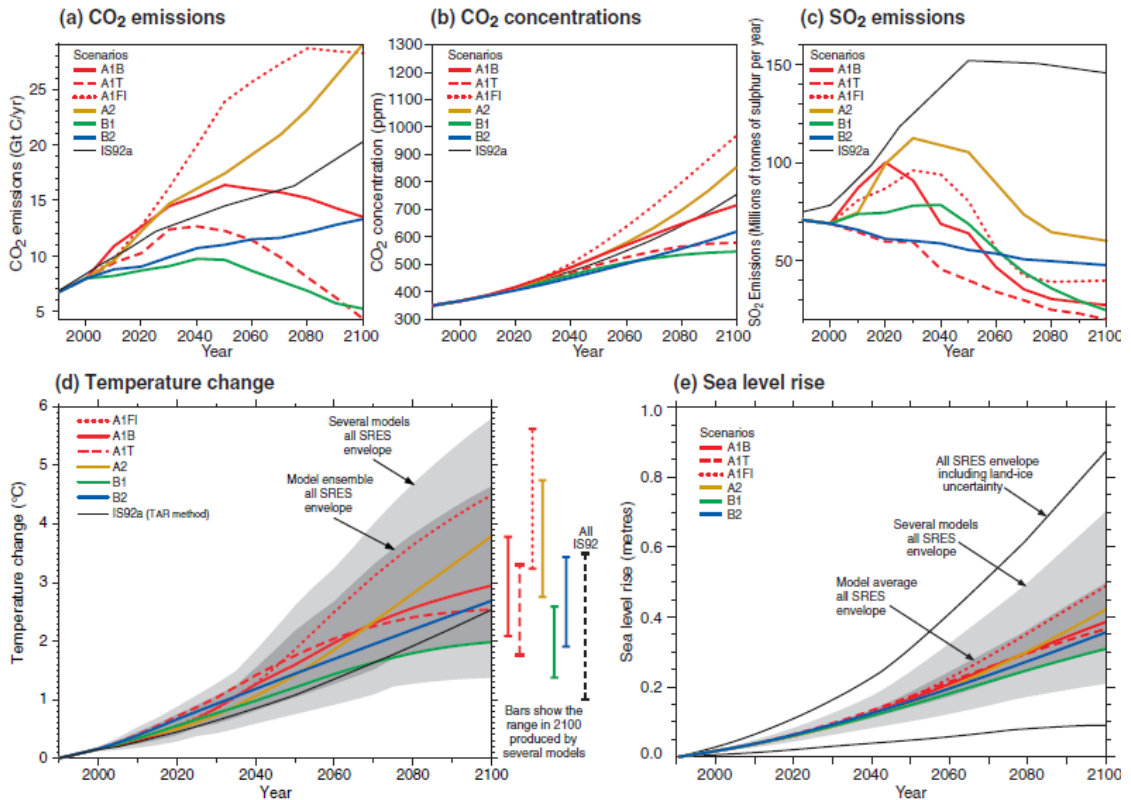 (a) CO2 emissions
CO2 emissions (Gt C/yr)
25
20
15
10
5
Scenarios
A1B
A1T
A1FI
A2
B1
B2
IS92a
2000 2020 2040 2060 2080 2100
Year
(b) CO2 concentrations
CO2 concentration (ppm)
1300
1200
1100
1000
900
800
700
600
500
400
300
Scenarios
A1B
A1T
A1FI
A2
B1
B2
IS92a
2000 2020 2040 2060 2080 2100
Year
(c) SO2 emissions
SO2 Emissions (Millions of tonnes of sulphur per year)
150
100
50
Scenarios
A1B
A1T
A1FI
A2
B1
B2
IS92a
2000 2020 2040 2060 2080 2100
Year
(d) Temperature change
Temperature change (°C)
6
5
4
3
2
1
0
A1FI
A1B
A1T
A2
B1
B2
IS92a (TAR method)
Several models
all SRES
envelope
Model ensemble
all SRES
envelope
All
IS92
Bars show the
range in 2100
produced by
several models
2000 2020 2040 2060 2080 2100
Year
(e) Sea level rise
Sea level rise (metres)
1.0
0.8
0.6
0.4
0.2
0.0
Scenarios
A1B
A1T
A1FI
A2
B1
B2
All SRES envelope
including land-ice
uncertainty
Several models
all SRES
envelope
Model average
all SRES
envelope
2000 2020 2040 2060 2080 2100
Year